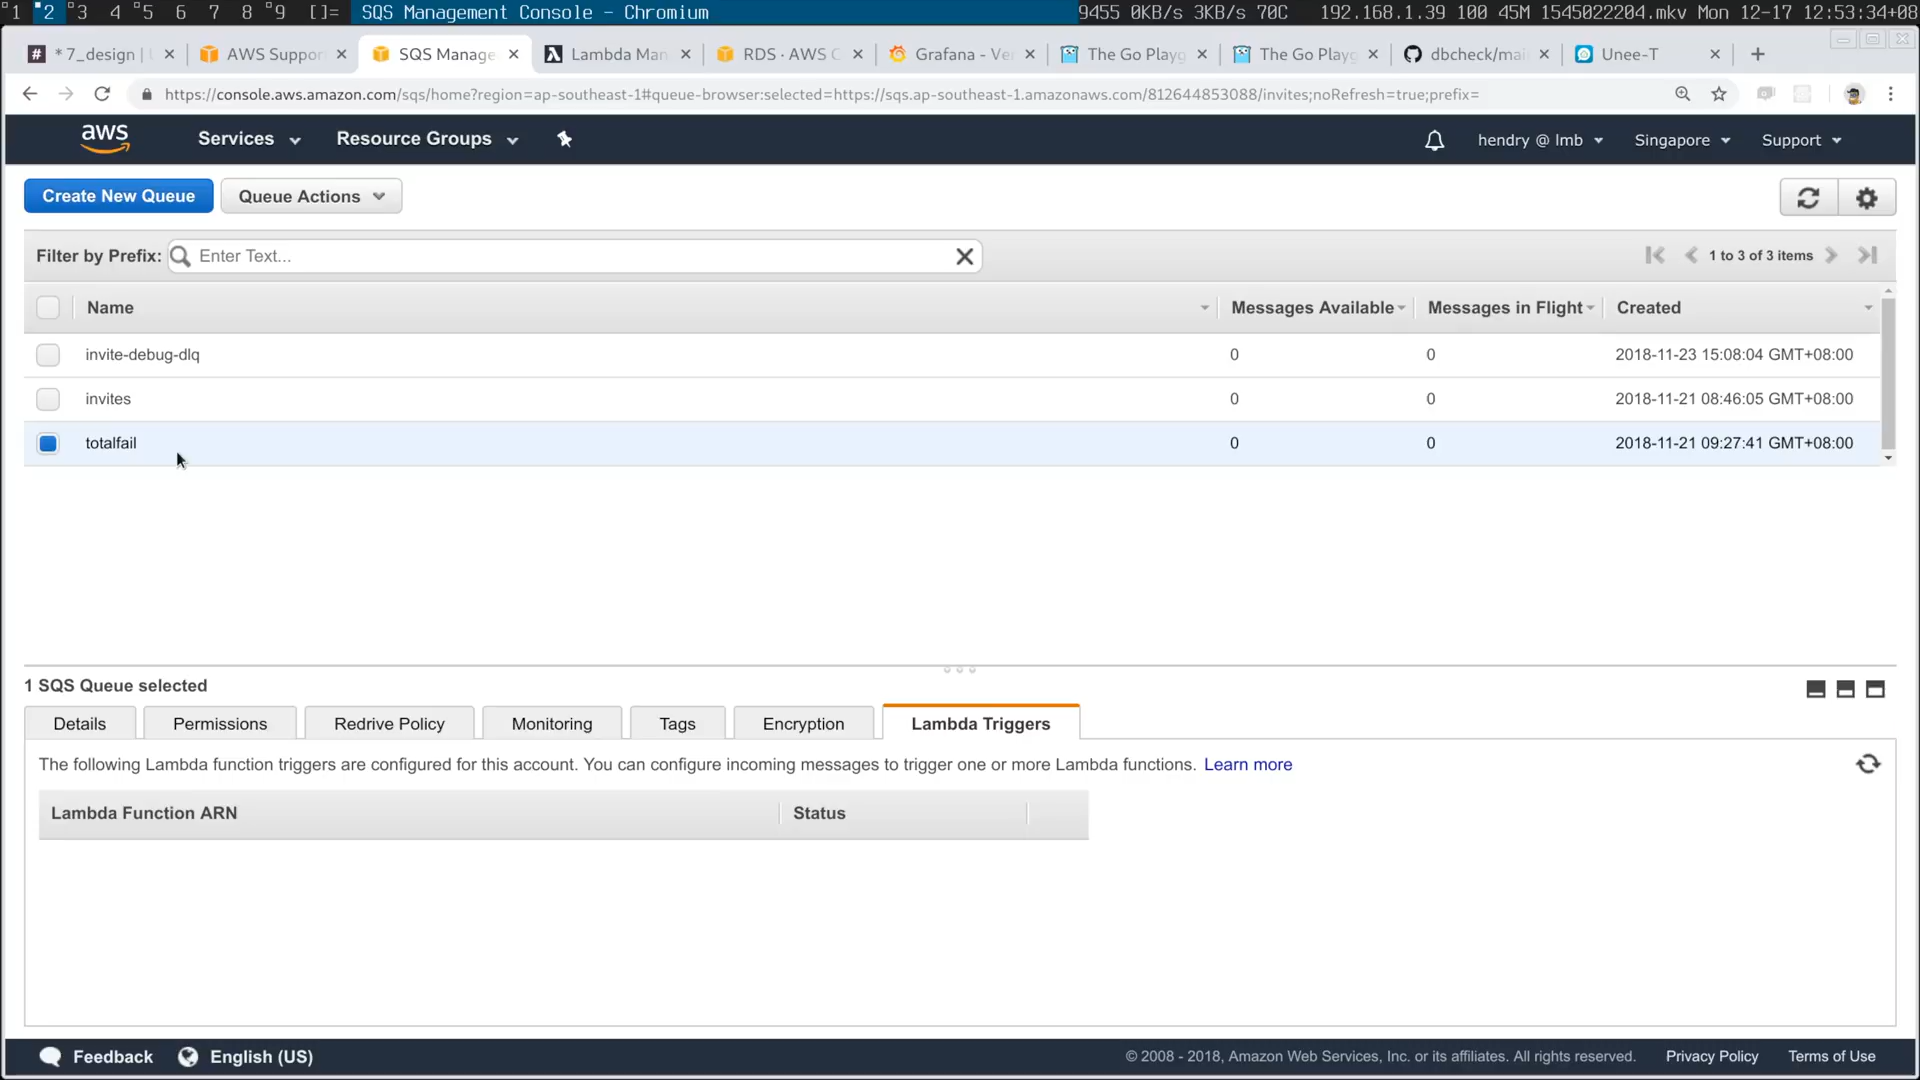 1 2 3 4 5 6 7 8 9 []= SQS Management Console - Chromium 9455 0KB/s 3KB/s 70C 192.168.1.39 100 45M 1545022204.mkv Mon 12-17 12:53:34+08
* 7_design | AWS Suppor SQS Manage Lambda Man RDS · AWS C Grafana - Ve The Go Playg The Go Playg dbcheck/mai Unee-T
https://console.aws.amazon.com/sqs/home?region=ap-southeast-1#queue-browser:selected=https://sqs.ap-southeast-1.amazonaws.com/812644853088/invites;noRefresh=true;prefix=
aws Services Resource Groups hendry @ lmb Singapore Support
Create New Queue Queue Actions
Filter by Prefix: Enter Text... 1 to 3 of 3 items
Name Messages Available Messages in Flight Created
invite-debug-dlq 0 0 2018-11-23 15:08:04 GMT+08:00
invites 0 0 2018-11-21 08:46:05 GMT+08:00
totalfail 0 0 2018-11-21 09:27:41 GMT+08:00
1 SQS Queue selected
Details Permissions Redrive Policy Monitoring Tags Encryption Lambda Triggers
The following Lambda function triggers are configured for this account. You can configure incoming messages to trigger one or more Lambda functions. Learn more
Lambda Function ARN Status
Feedback English (US) © 2008 - 2018, Amazon Web Services, Inc. or its affiliates. All rights reserved. Privacy Policy Terms of Use